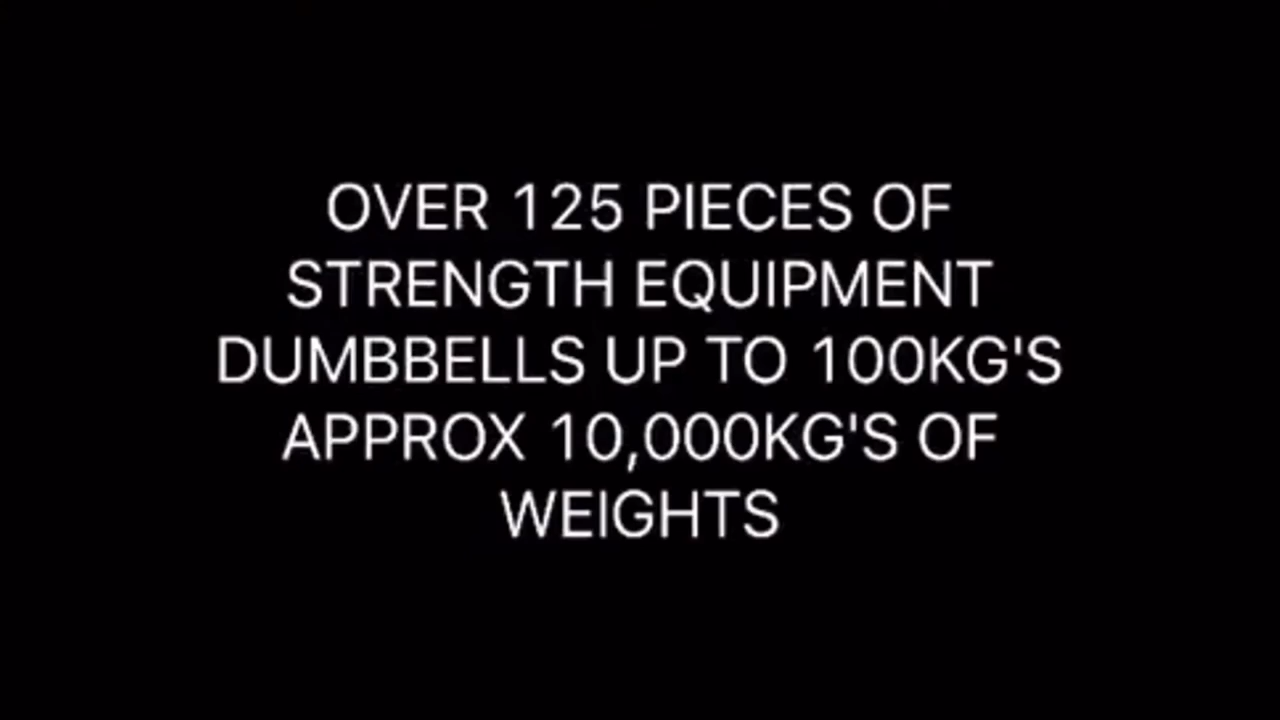 OVER 125 PIECES OF
STRENGTH EQUIPMENT
DUMBBELLS UP TO 100KG'S
APPROX 10,000KG'S OF
WEIGHTS